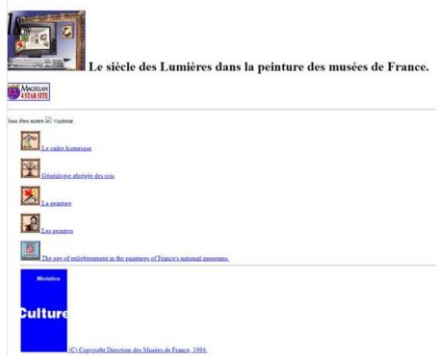 18
Le siècle des Lumières dans la peinture des musées de France.
MAGELLAN
4 STAR SITE
Vous êtes notre visiteur
Le cadre historique
Généalogie abrégée des rois
La peinture
Les peintres
The age of enlightenment in the paintings of France's national museums.
Ministère
Culture
(C) Copyright Direction des Musées de France, 1994.